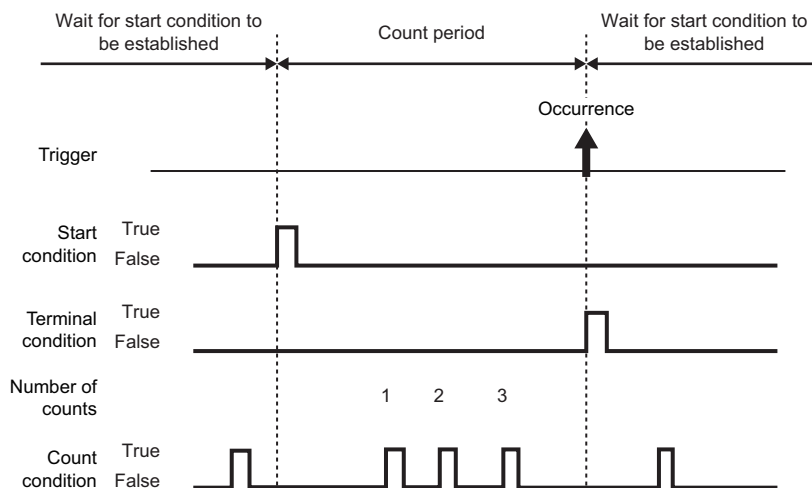 Wait for start condition to
be established
Count period
Wait for start condition to
be established
Occurrence
Trigger
Start
condition
True
False
Terminal
condition
True
False
Number of
counts
1 2 3
Count
condition
True
False